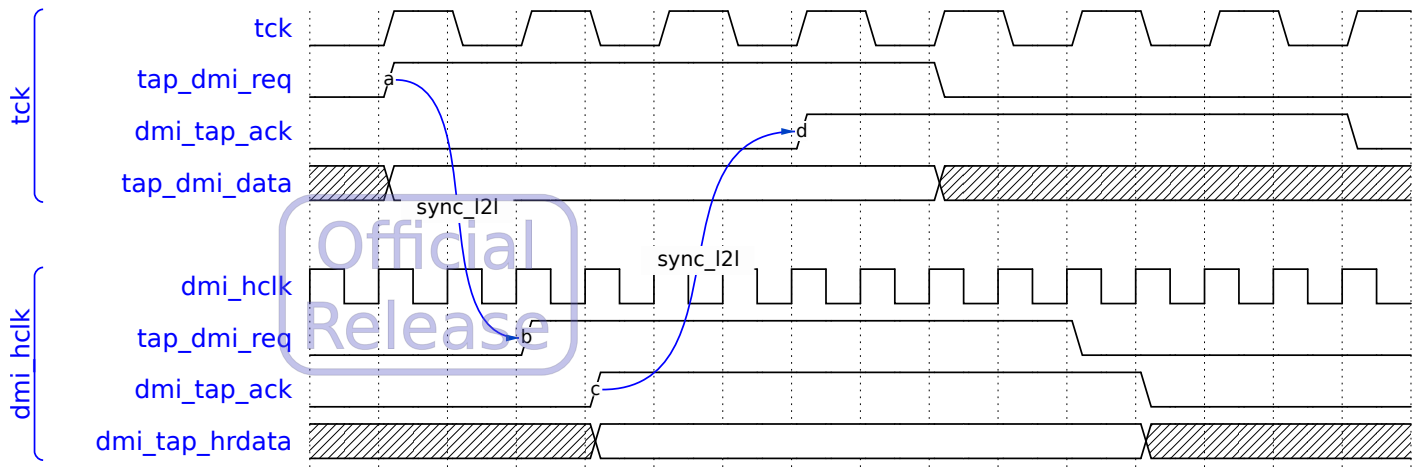 tck
tck
tap_dmi_req
a
dmi_tap_ack
d
tap_dmi_data
sync_l2l
Official
Release
sync_l2l
dmi_hclk
dmi_hclk
tap_dmi_req
b
dmi_tap_ack
c
dmi_tap_hrdata